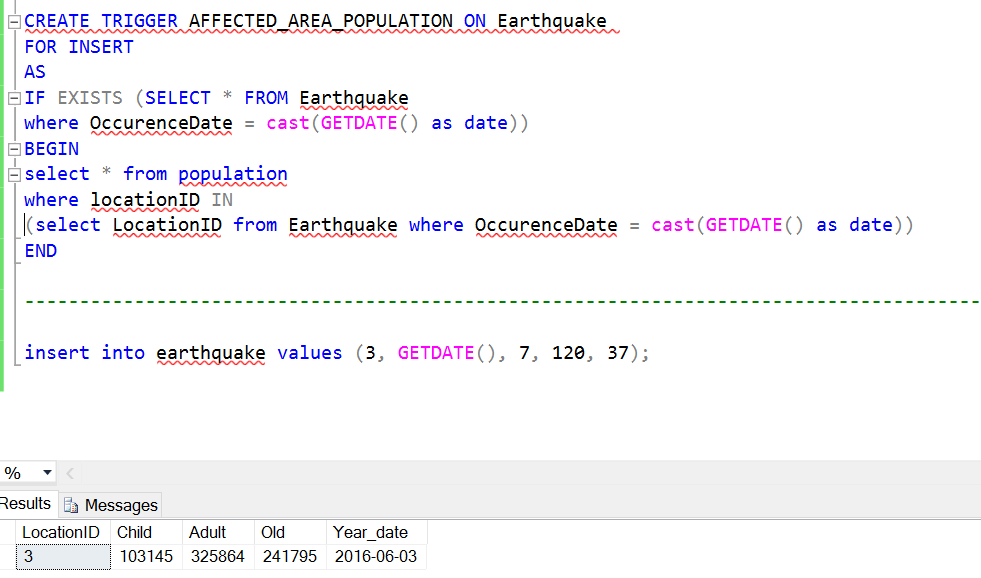 CREATE TRIGGER AFFECTED_AREA_POPULATION ON Earthquake
FOR INSERT
AS
IF EXISTS (SELECT * FROM Earthquake
where OccurenceDate = cast(GETDATE() as date))
BEGIN
select * from population
where locationID IN
(select LocationID from Earthquake where OccurenceDate = cast(GETDATE() as date))
END
---------------------------------------------------------------------------------------
insert into earthquake values (3, GETDATE(), 7, 120, 37);
%
Results Messages
LocationID Child Adult Old Year_date
3 103145 325864 241795 2016-06-03